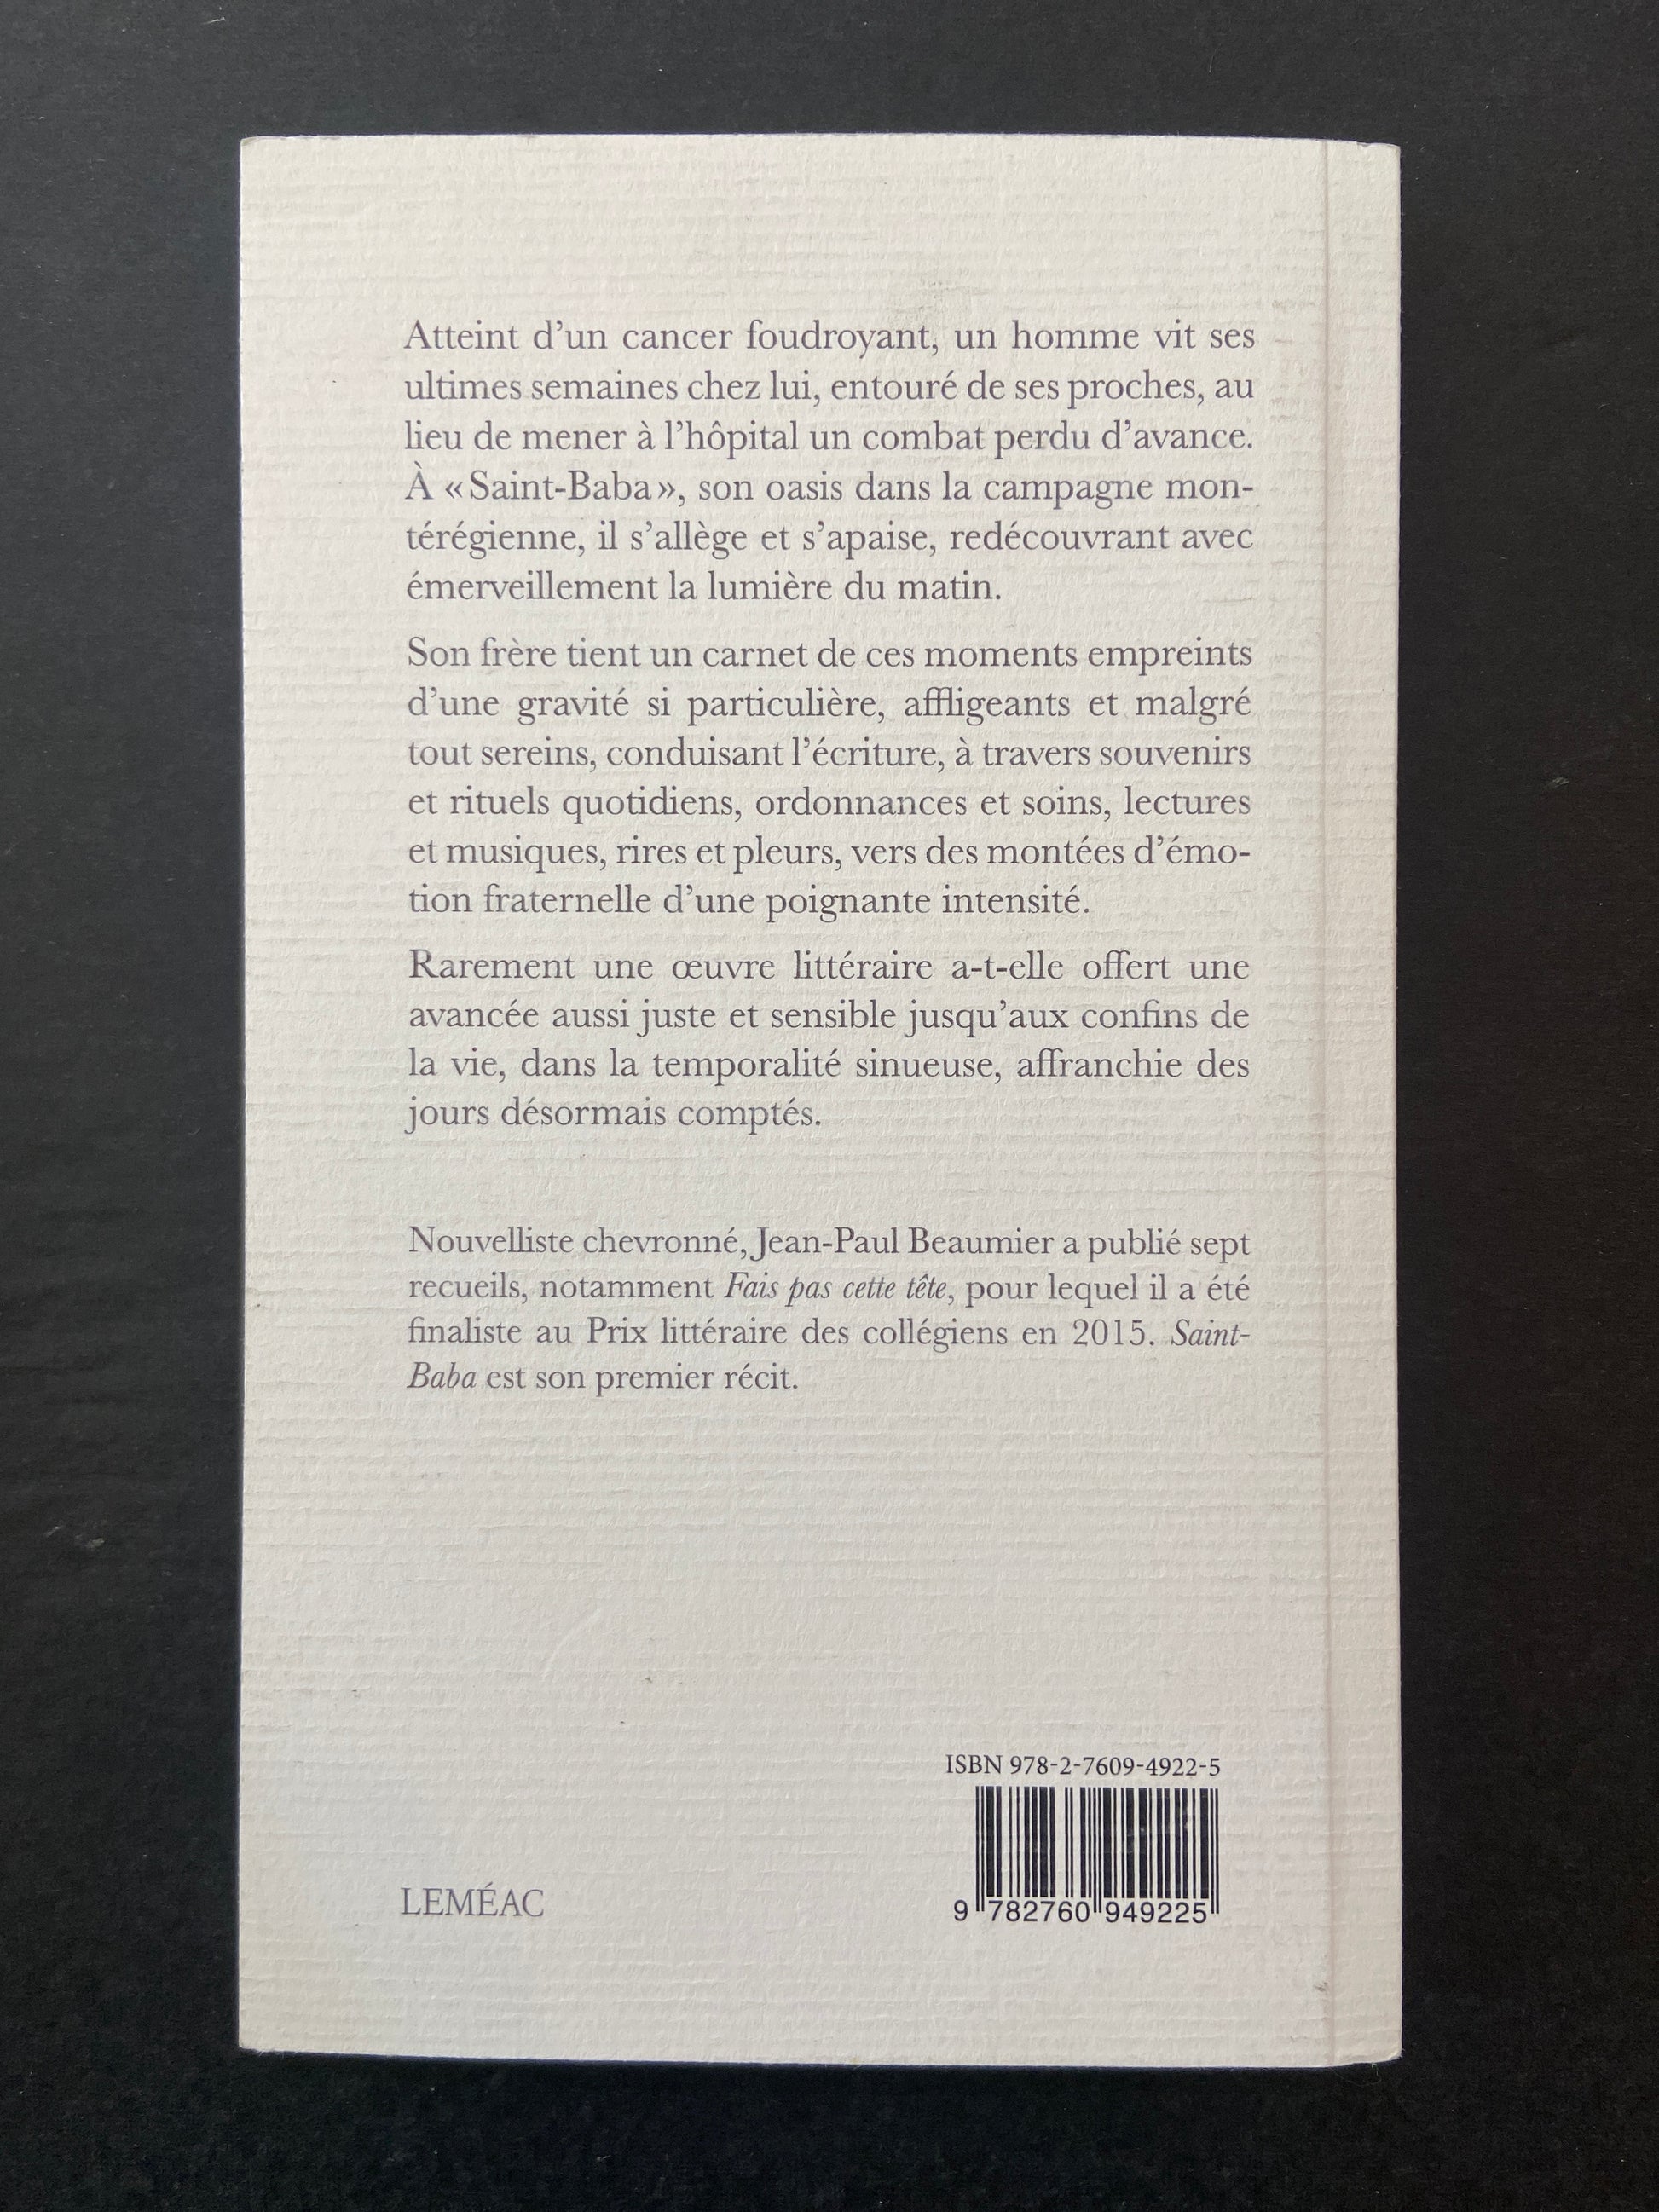 Atteint d’un cancer foudroyant, un homme vit ses
ultimes semaines chez lui, entouré de ses proches, au
lieu de mener à l’hôpital un combat perdu d’avance.
À «Saint-Baba», son oasis dans la campagne mon-
térégienne, il s’allège et s’apaise, redécouvrant avec
émerveillement la lumière du matin.
Son frère tient un carnet de ces moments empreints
d’une gravité si particulière, affligeants et malgré
tout sereins, conduisant l’écriture, à travers souvenirs
et rituels quotidiens, ordonnances et soins, lectures
et musiques, rires et pleurs, vers des montées d’émo-
tion fraternelle d’une poignante intensité.
Rarement une œuvre littéraire a-t-elle offert une
avancée aussi juste et sensible jusqu’aux confins de
la vie, dans la temporalité sinueuse, affranchie des
jours désormais comptés.
Nouvelliste chevronné, Jean-Paul Beaumier a publié sept
recueils, notamment Fais pas cette tête, pour lequel il a été
finaliste au Prix littéraire des collégiens en 2015. Saint-
Baba est son premier récit.
ISBN 978-2-7609-4922-5
9 782760 949225
LEMÉAC